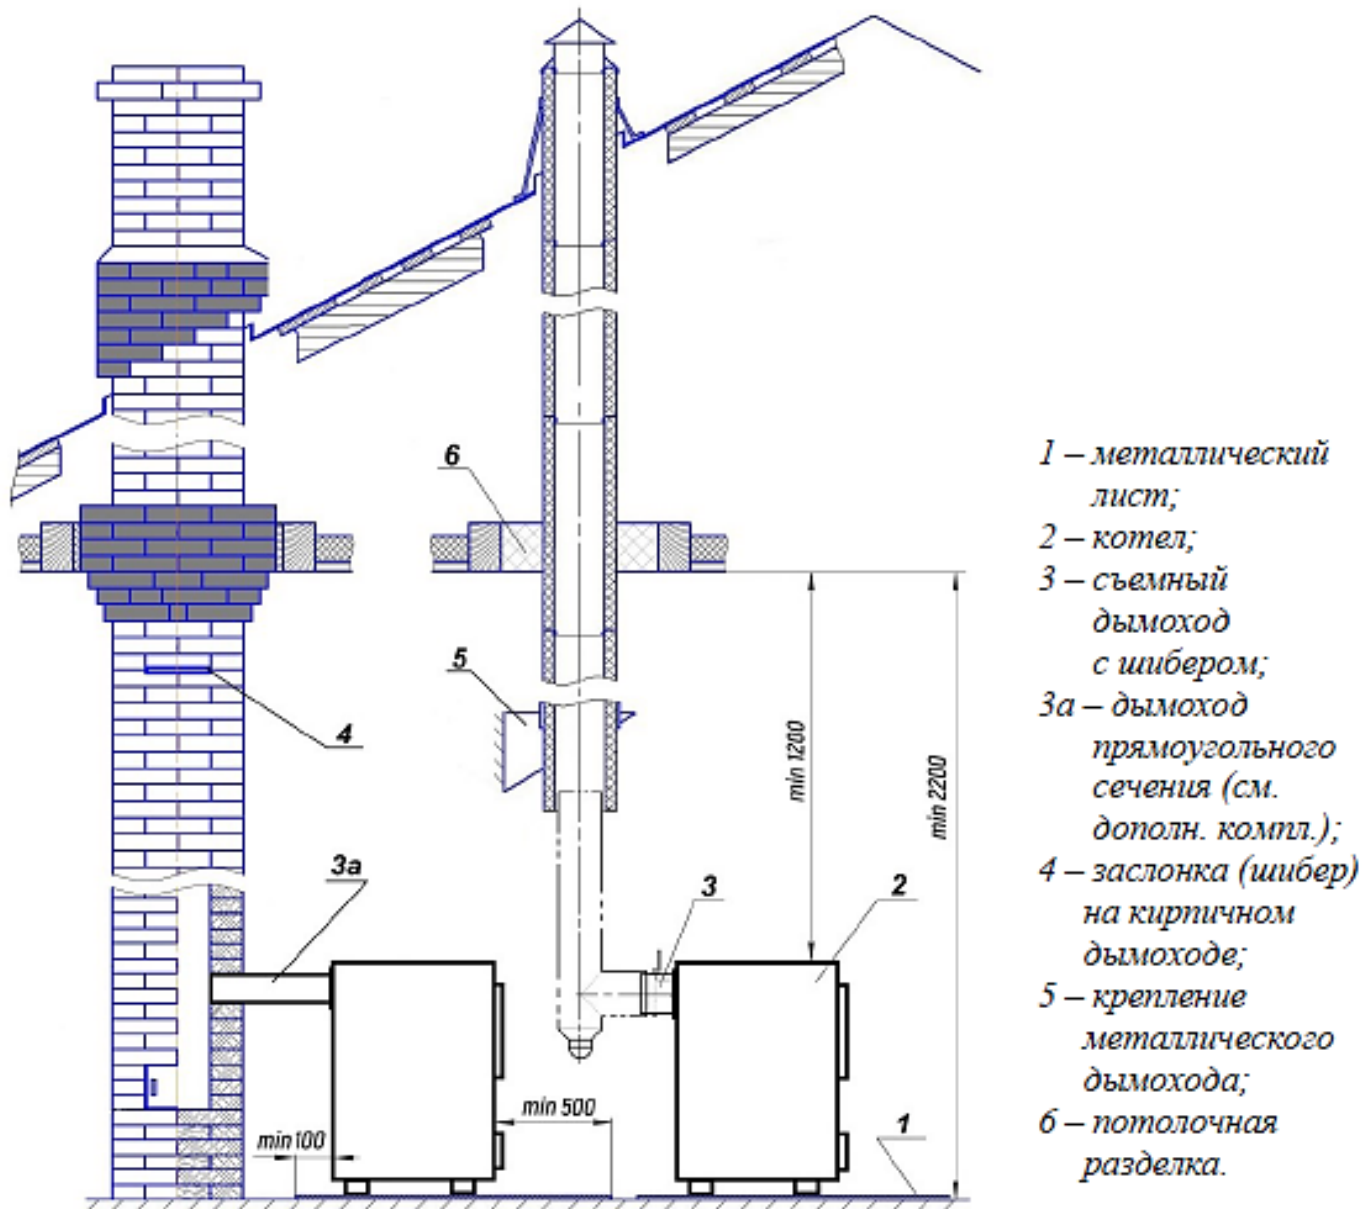 6
5
4
3а
3
2
1
min 1200
min 2200
min 500
min 100
1 – металлический
лист;
2 – котел;
3 – съемный
дымоход
с шибером;
3а – дымоход
прямоугольного
сечения (см.
дополн. компл.);
4 – заслонка (шибер)
на кирпичном
дымоходе;
5 – крепление
металлического
дымохода;
6 – потолочная
разделка.